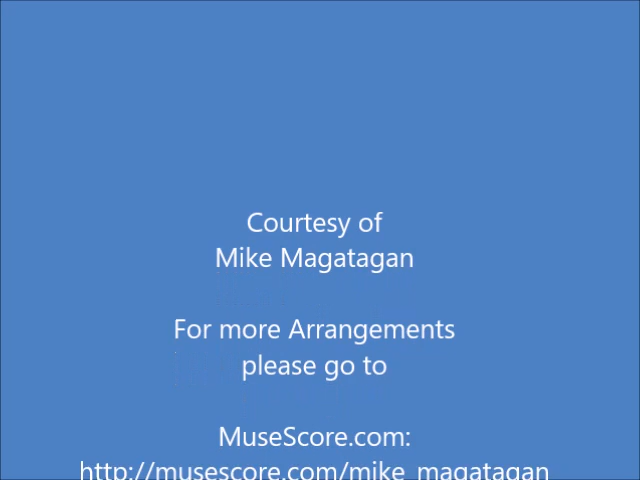 Courtesy of
Mike Magatagan
For more Arrangements
please go to
MuseScore.com:
http://musescore.com/mike_magatagan